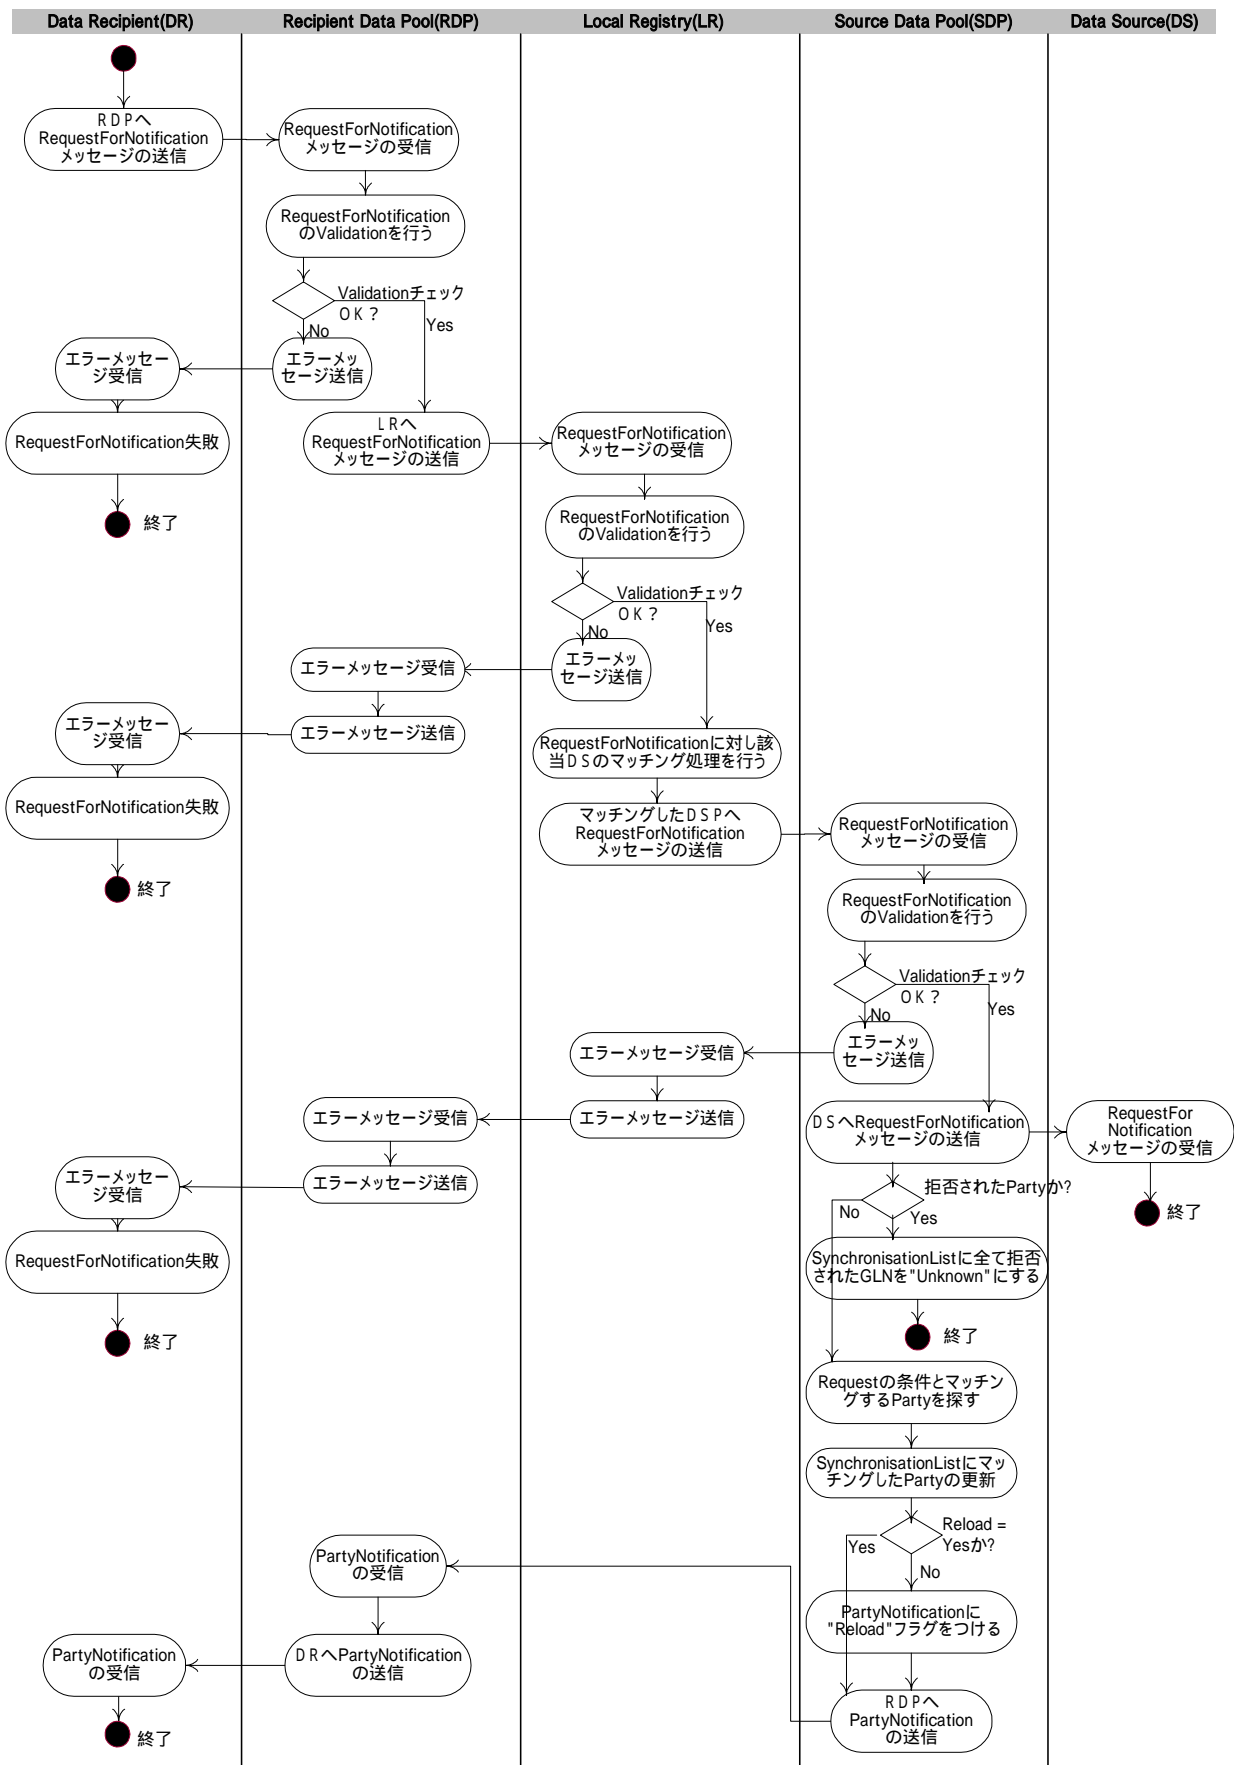 Data Recipient(DR)
Recipient Data Pool(RDP)
Local Registry(LR)
Source Data Pool(SDP)
Data Source(DS)
ＲＤＰへ
RequestForNotification
メッセージの送信
RequestForNotification
メッセージの受信
RequestForNotification
のValidationを行う
Validationチェック
ＯＫ？
No
Yes
エラーメッセー
ジ受信
エラーメッ
セージ送信
RequestForNotification失敗
終了
ＬＲへ
RequestForNotification
メッセージの送信
RequestForNotification
メッセージの受信
RequestForNotification
のValidationを行う
Validationチェック
ＯＫ？
No
Yes
エラーメッセージ受信
エラーメッ
セージ送信
エラーメッセー
ジ受信
エラーメッセージ送信
RequestForNotification失敗
終了
RequestForNotificationに対し該
当ＤＳのマッチング処理を行う
マッチングしたＤＳＰへ
RequestForNotification
メッセージの送信
RequestForNotification
メッセージの受信
RequestForNotification
のValidationを行う
Validationチェック
ＯＫ？
No
Yes
エラーメッセージ受信
エラーメッ
セージ送信
エラーメッセージ受信
エラーメッセージ送信
エラーメッセー
ジ受信
エラーメッセージ送信
RequestForNotification失敗
終了
ＤＳへRequestForNotification
メッセージの送信
RequestFor
Notification
メッセージの受信
終了
拒否されたPartyか?
No
Yes
SynchronisationListに全て拒否
されたGLNを"Unknown"にする
終了
Requestの条件とマッチン
グするPartyを探す
SynchronisationListにマッ
チングしたPartyの更新
Reload =
Yesか?
Yes
No
PartyNotificationに
"Reload"フラグをつける
ＲＤＰへ
PartyNotification
の送信
PartyNotification
の受信
ＤＲへPartyNotification
の送信
PartyNotification
の受信
終了